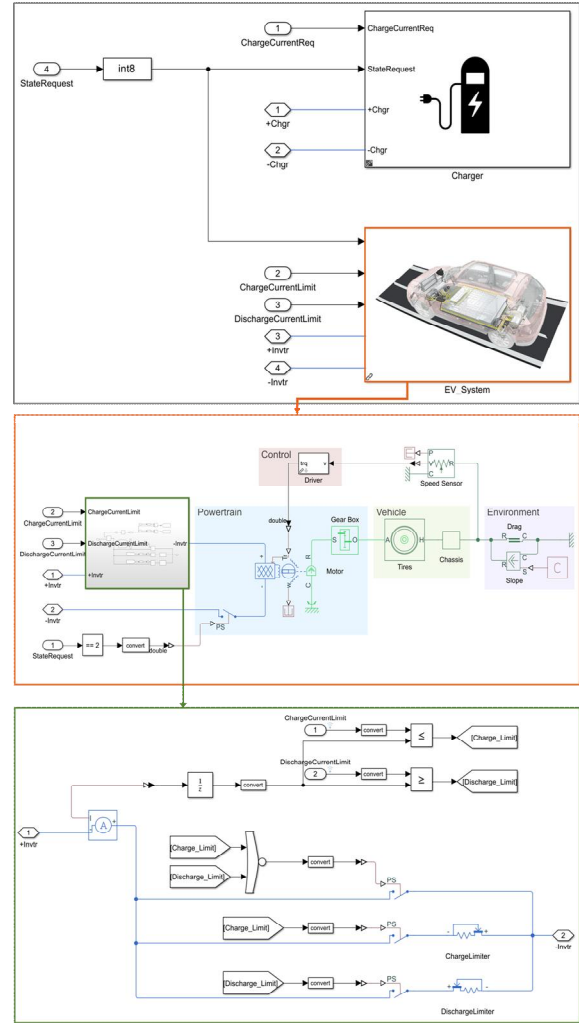 1
ChargeCurrentReq
ChargeCurrentReq
4
StateRequest
int8
StateRequest
1
+Chgr
+Chgr
2
-Chgr
-Chgr
Charger
2
ChargeCurrentLimit
3
DischargeCurrentLimit
3
+Invtr
4
-Invtr
EV_System
Control
Driver
P
V
R
C
Speed Sensor
2
ChargeCurrentLimit
ChargeCurrentLimit
3
DischargeCurrentLimit
DischargeCurrentLimit
-Invtr
1
+Invtr
+Invtr
2
-Invtr
1
StateRequest
== 2
convert
double
PS
Powertrain
double
+
-
Tr
W
R
C
Motor
Gear Box
S
O
Vehicle
A
H
Tires
Chassis
Environment
Drag
R
C
R
C
S
Slope
C
ChargeCurrentLimit
1
convert
≤
[Charge_Limit]
DischargeCurrentLimit
2
convert
≥
[Discharge_Limit]
1
z
convert
I
A
+
1
+Invtr
[Charge_Limit]
[Discharge_Limit]
convert
PS
[Charge_Limit]
convert
PS
-
+
ChargeLimiter
[Discharge_Limit]
convert
PS
+
-
DischargeLimiter
2
-Invtr